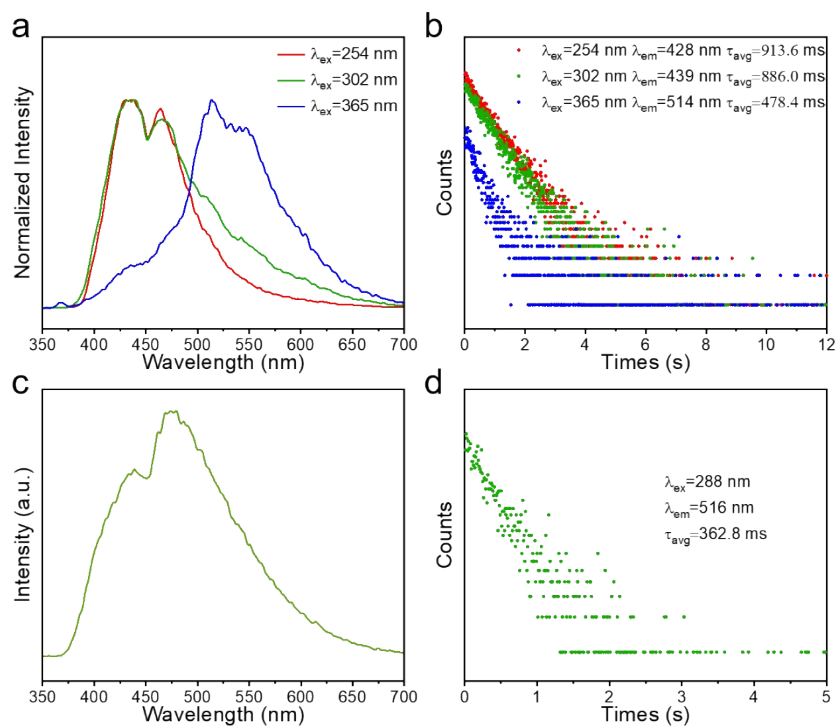 a
λex=254 nm
λex=302 nm
λex=365 nm
Normalized Intensity
350 400 450 500 550 600 650 700
Wavelength (nm)
b
λex=254 nm λem=428 nm τavg=913.6 ms
λex=302 nm λem=439 nm τavg=886.0 ms
λex=365 nm λem=514 nm τavg=478.4 ms
Counts
0 2 4 6 8 10 12
Times (s)
c
Intensity (a.u.)
350 400 450 500 550 600 650 700
Wavelength (nm)
d
λex=288 nm
λem=516 nm
τavg=362.8 ms
Counts
0 1 2 3 4 5
Times (s)